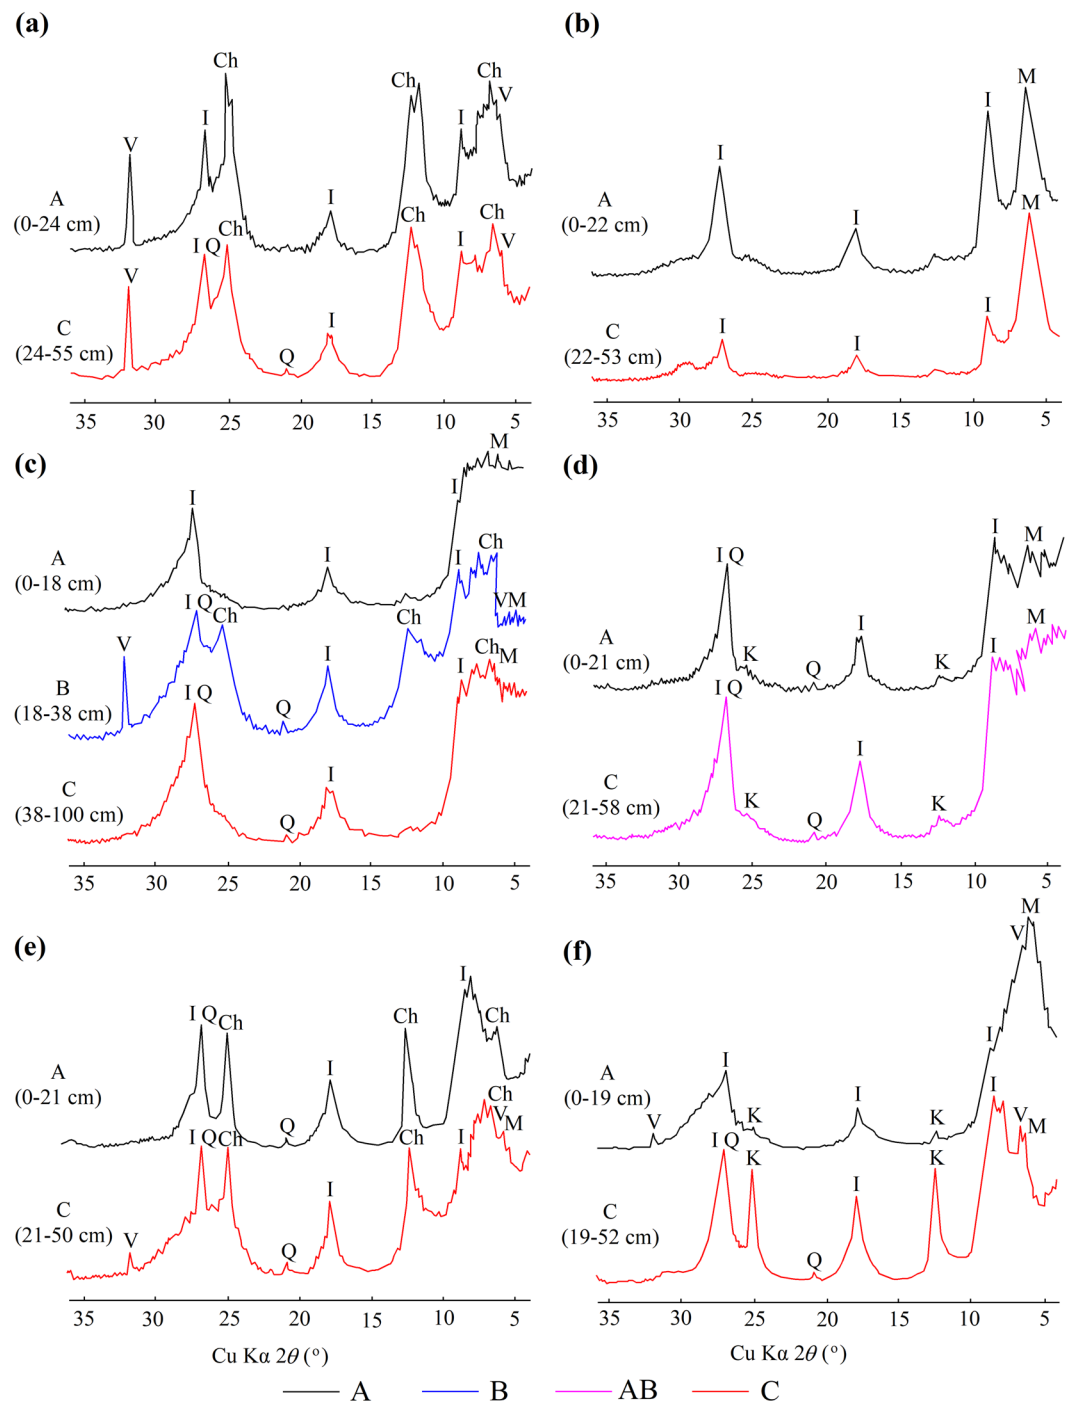 (a)
Ch
Ch
Ch
V
I
I
V
I
A
(0-24 cm)
Ch
Ch
I Q
Ch
I
V
V
I
C
(24-55 cm)
Q
35 30 25 20 15 10 5
(b)
M
I
I
A
(0-22 cm)
I
M
I
C
(22-53 cm)
I
I
35 30 25 20 15 10 5
(c)
M
I
I
A
(0-18 cm)
I
Ch
I
I Q
Ch
Ch
VM
V
I
B
(18-38 cm)
Q
Ch
M
I
I Q
C
(38-100 cm)
I
Q
35 30 25 20 15 10 5
(d)
I
M
I Q
A
(0-21 cm)
K
I
Q
K
M
I
I Q
C
(21-58 cm)
K
I
Q
K
35 30 25 20 15 10 5
(e)
I
I Q
Ch
Ch
Ch
A
(0-21 cm)
I
Q
Ch
V
M
I Q
Ch
Ch
I
C
(21-50 cm)
I
V
Q
35 30 25 20 15 10 5
Cu Kα 2θ (°)
(f)
M
V
I
I
A
(0-19 cm)
V
K
I
K
I
V
M
I Q
K
K
C
(19-52 cm)
I
Q
35 30 25 20 15 10 5
Cu Kα 2θ (°)
A B AB C